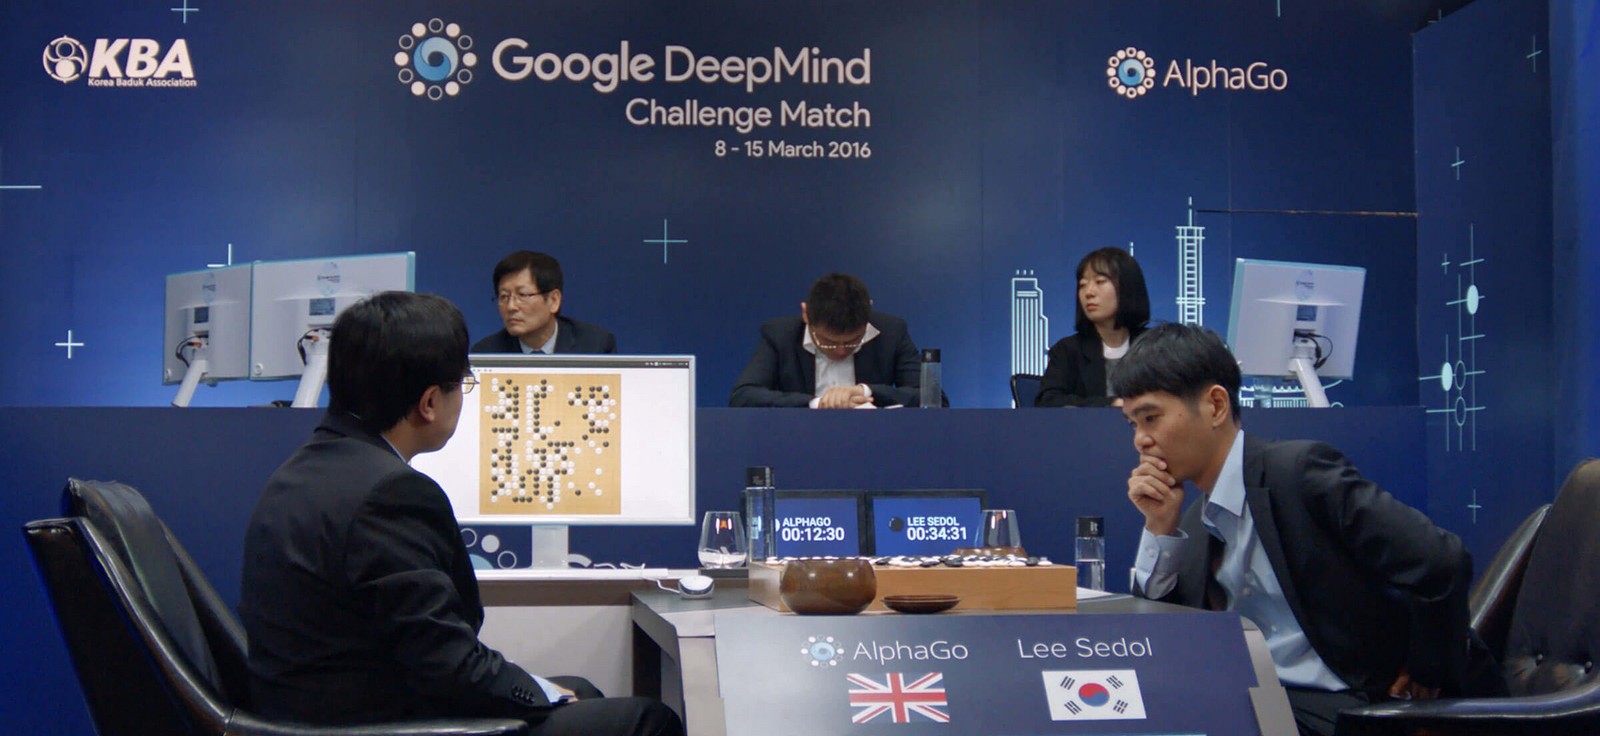 KBA
Korea Baduk Association
Google DeepMind
Challenge Match
8 - 15 March 2016
AlphaGo
ALPHAGO
00:12:30
LEE SEDOL
00:34:31
AlphaGo
Lee Sedol